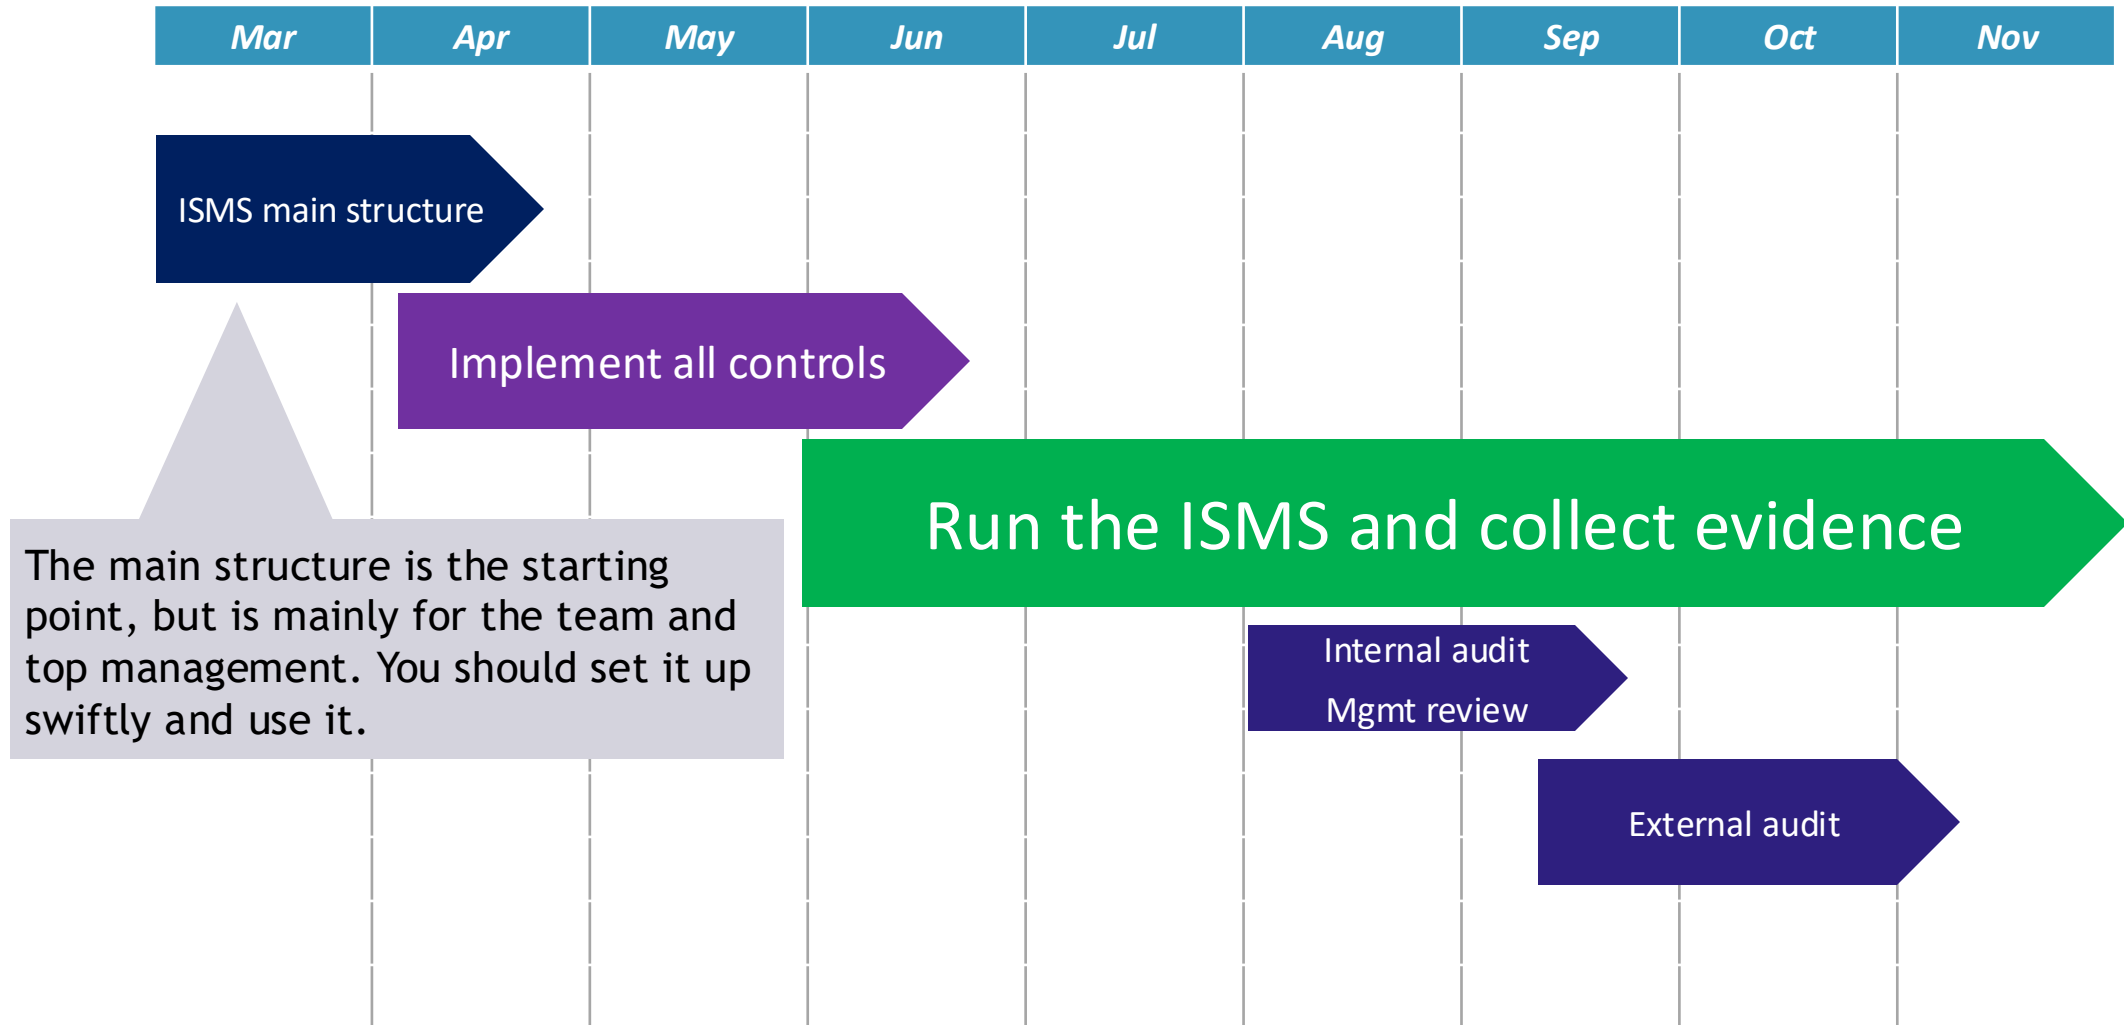 Mar Apr May Jun Jul Aug Sep Oct Nov
ISMS main structure
Implement all controls
Run the ISMS and collect evidence
The main structure is the starting
point, but is mainly for the team and
top management. You should set it up
swiftly and use it.
Internal audit
Mgmt review
External audit